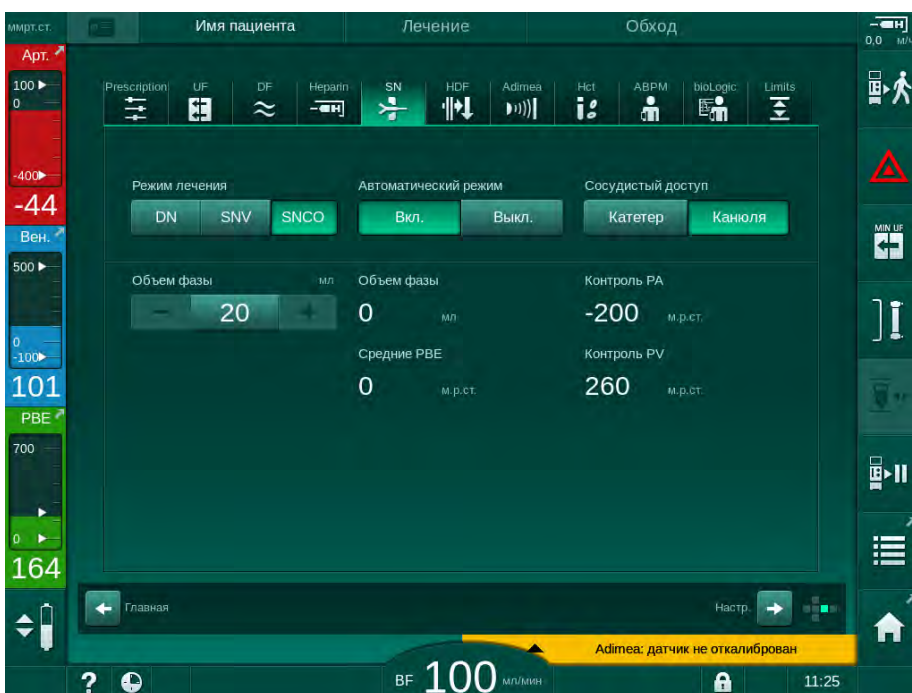 ммрт.ст.
Имя пациента
Лечение
Обход
0,0 м/ч
Арт.
100
0
-400
-44
Вен.
500
0
-100
101
PBE
700
0
164
Prescription
UF
DF
Heparin
SN
HDF
Adimea
Hct
ABPM
bioLogic
Limits
Режим лечения
DN SNV SNCO
Автоматический режим
Вкл. Выкл.
Сосудистый доступ
Катетер Канюля
Объем фазы мл
− 20 +
Объем фазы
0 мл
Контроль PA
-200 м.р.ст.
Средние PBE
0 м.р.ст.
Контроль PV
260 м.р.ст.
MIN UF
Главная
Настр.
Adimea: датчик не откалиброван
?
BF 100 мл/мин
11:25